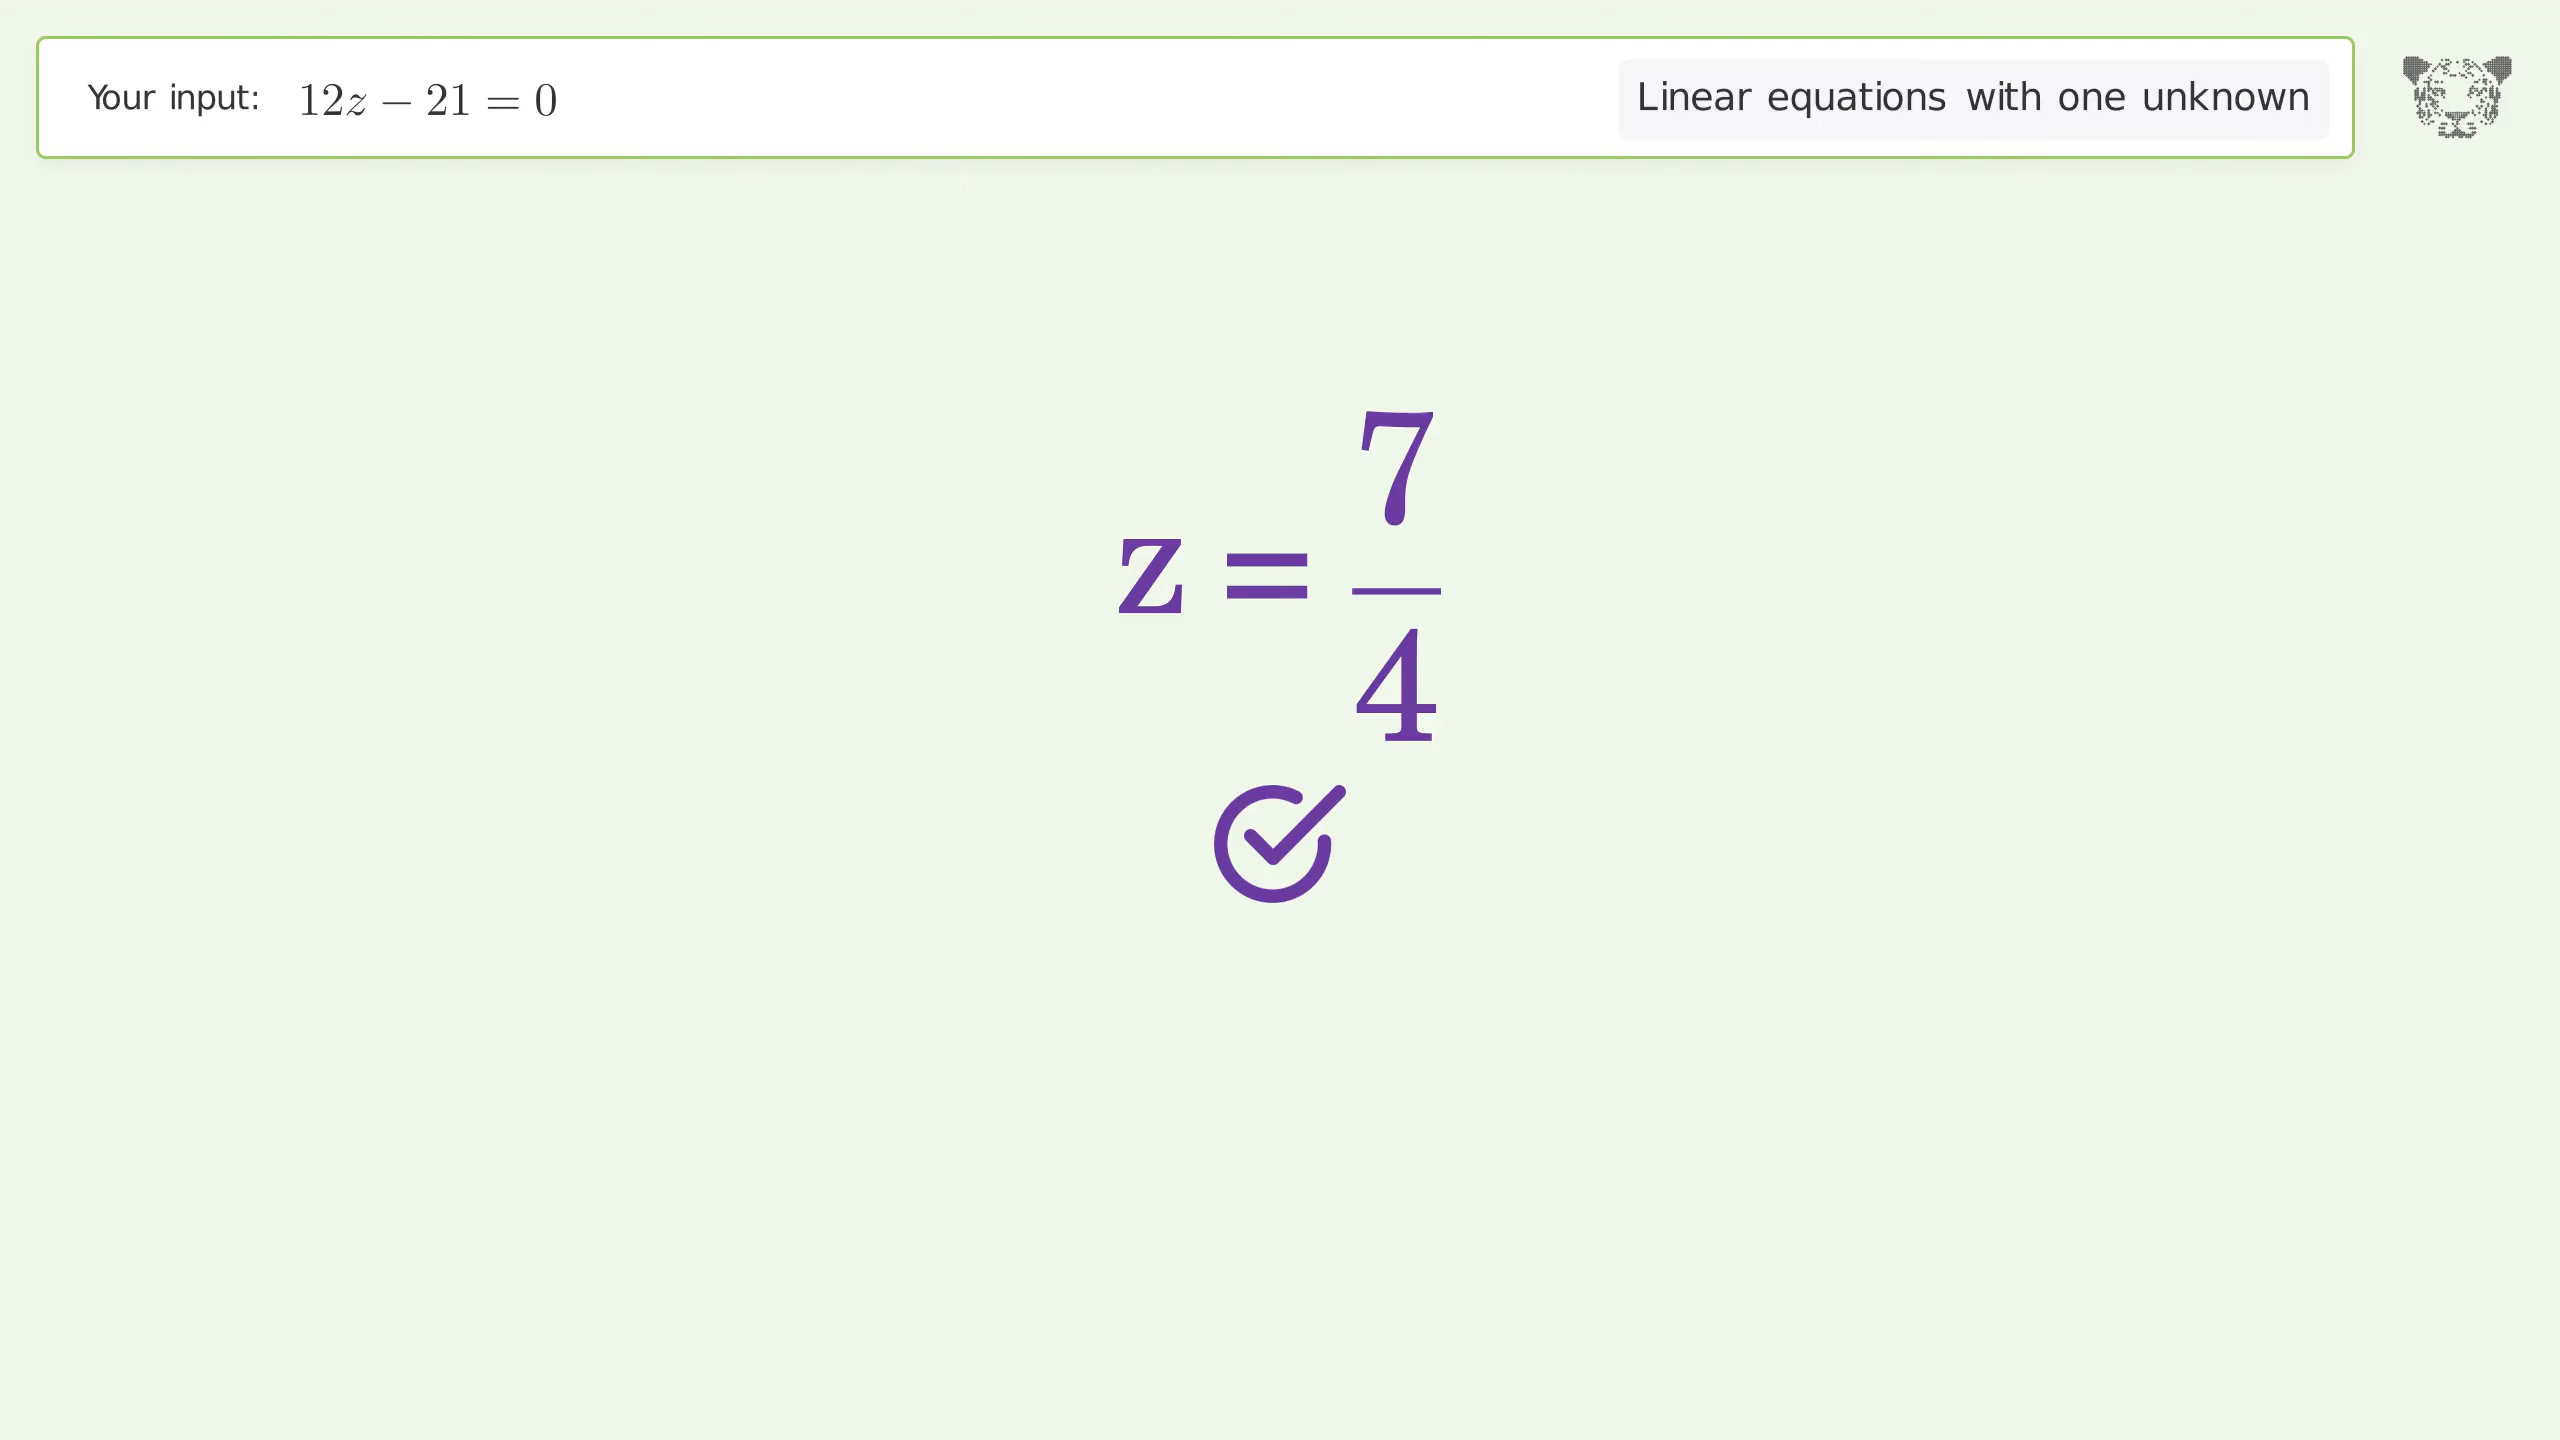 Your input: 12z − 21 = 0
Linear equations with one unknown
z = 7/4